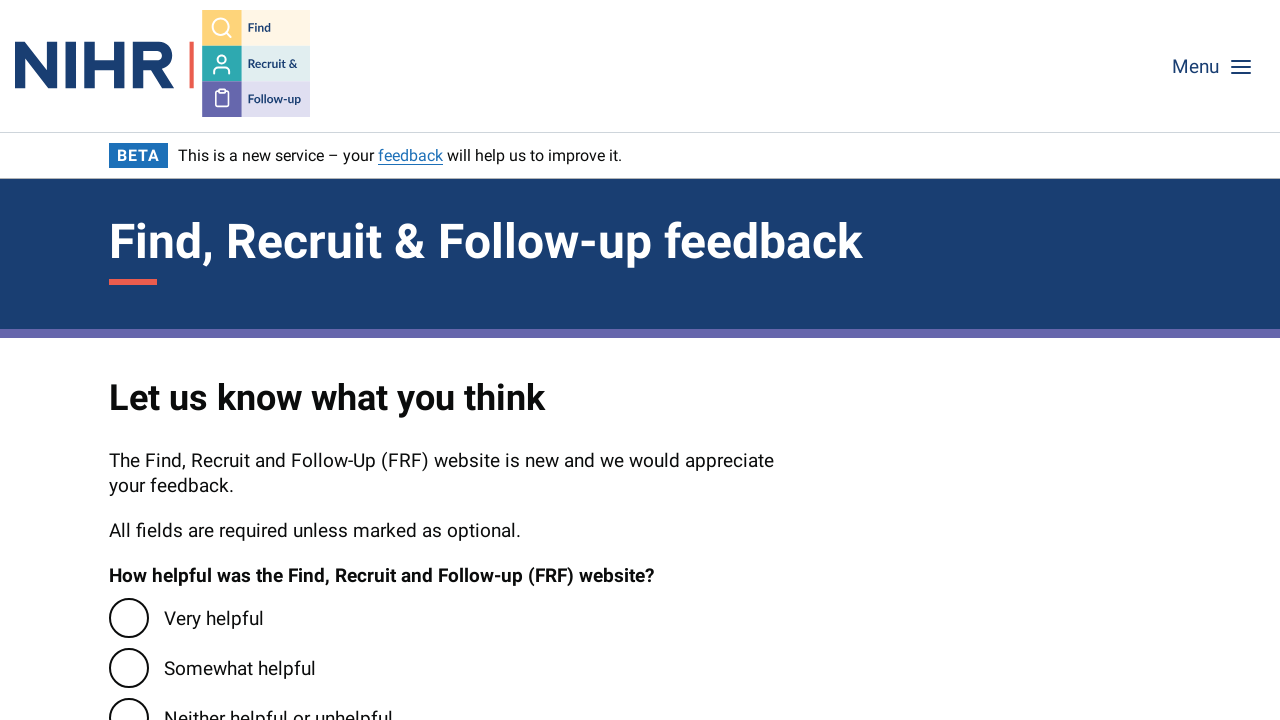 NIHR
Find
Recruit &
Follow-up
Menu
BETA This is a new service – your feedback will help us to improve it.
Find, Recruit & Follow-up feedback
Let us know what you think
The Find, Recruit and Follow-Up (FRF) website is new and we would appreciate
your feedback.
All fields are required unless marked as optional.
How helpful was the Find, Recruit and Follow-up (FRF) website?
Very helpful
Somewhat helpful
Neither helpful or unhelpful